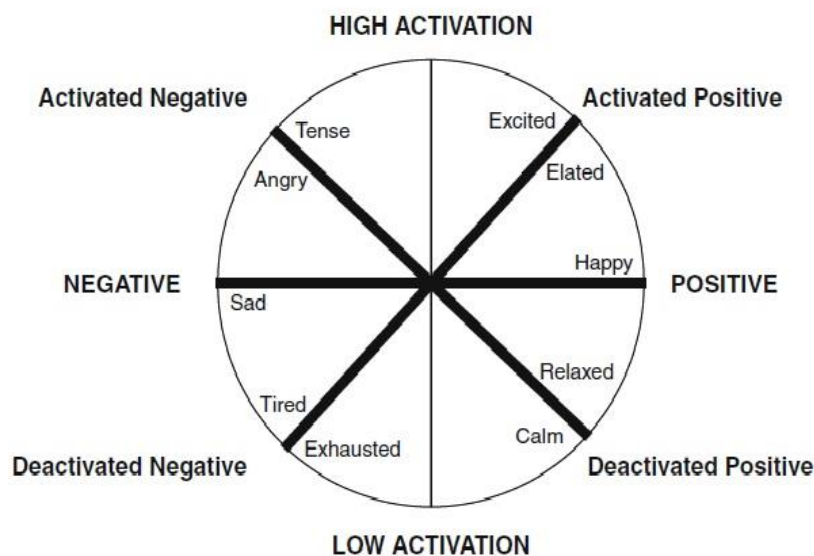 HIGH ACTIVATION
Activated Negative
Activated Positive
Tense
Excited
Angry
Elated
Happy
NEGATIVE
POSITIVE
Sad
Relaxed
Tired
Calm
Exhausted
Deactivated Negative
Deactivated Positive
LOW ACTIVATION